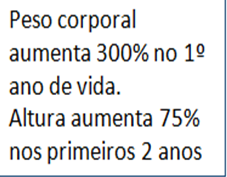 Peso corporal
aumenta 300% no 1º
ano de vida.
Altura aumenta 75%
nos primeiros 2 anos